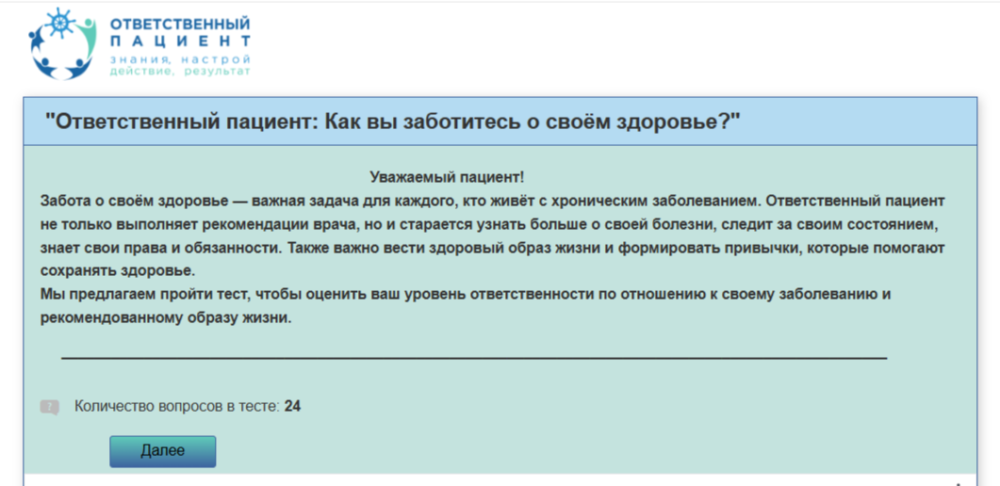 ОТВЕТСТВЕННЫЙ
ПАЦИЕНТ
знания, настрой
действие, результат
"Ответственный пациент: Как вы заботитесь о своём здоровье?"
Уважаемый пациент!
Забота о своём здоровье — важная задача для каждого, кто живёт с хроническим заболеванием. Ответственный пациент
не только выполняет рекомендации врача, но и старается узнать больше о своей болезни, следит за своим состоянием,
знает свои права и обязанности. Также важно вести здоровый образ жизни и формировать привычки, которые помогают
сохранять здоровье.
Мы предлагаем пройти тест, чтобы оценить ваш уровень ответственности по отношению к своему заболеванию и
рекомендованному образу жизни.
Количество вопросов в тесте: 24
Далее